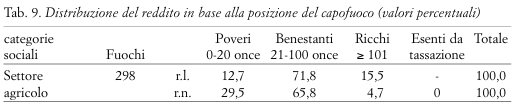 Tab. 9. Distribuzione del reddito in base alla posizione del capofuoco (valori percentuali)
categorie Poveri Benestanti Ricchi Esenti da Totale
sociali Fuochi 0-20 once 21-100 once ≥ 101 tassazione
Settore 298 r.l. 12,7 71,8 15,5 - 100,0
agricolo r.n. 29,5 65,8 4,7 0 100,0